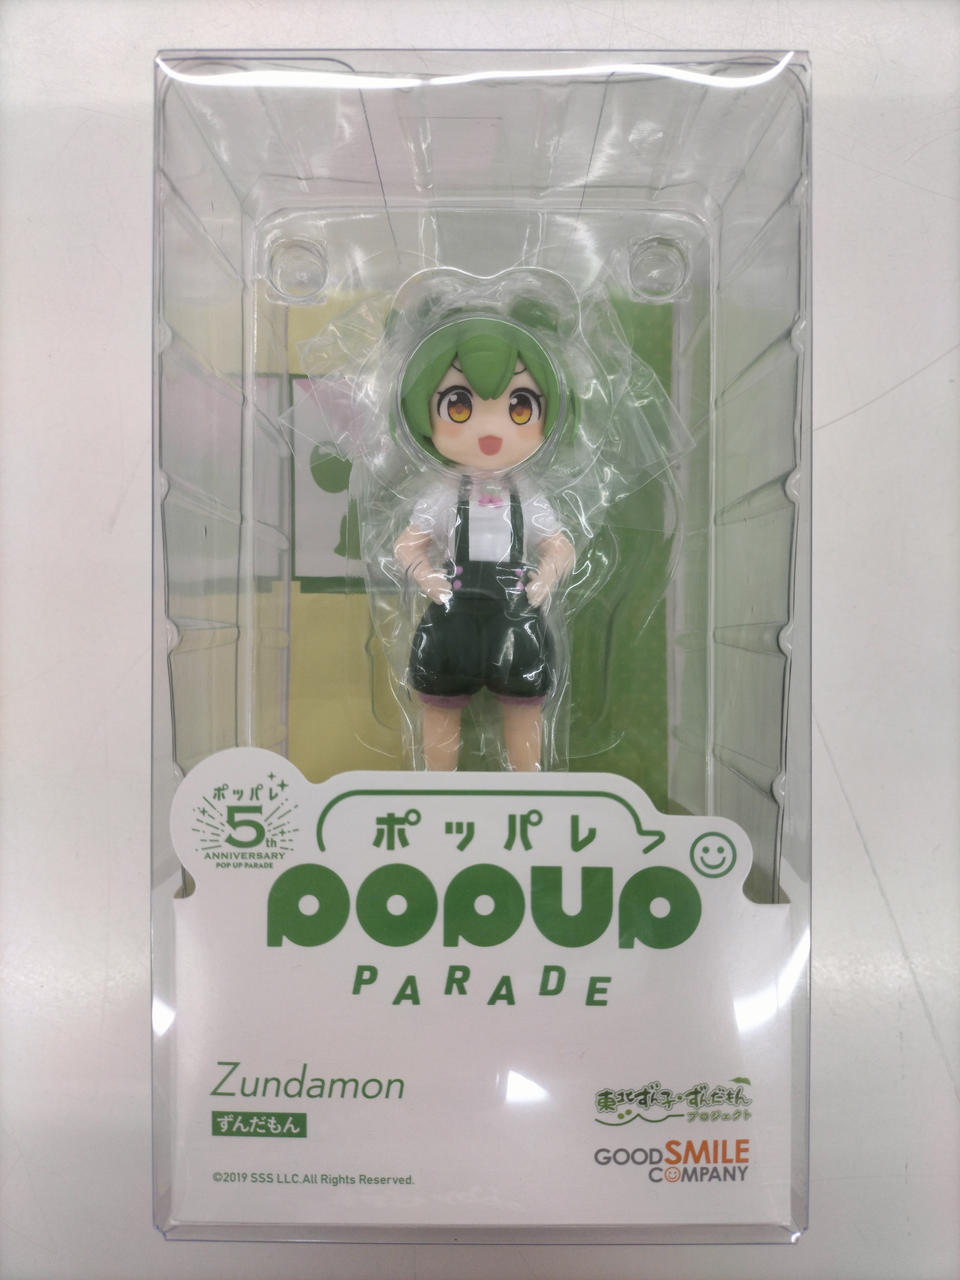 ポッパレ
5th
ANNIVERSARY
POP UP PARADE
ポッパレ
POPUP
PARADE
Zundamon
ずんだもん
東北ずん子・ずんだもん
プロジェクト
GOOD SMILE
COMPANY
©2019 SSS LLC.All Rights Reserved.